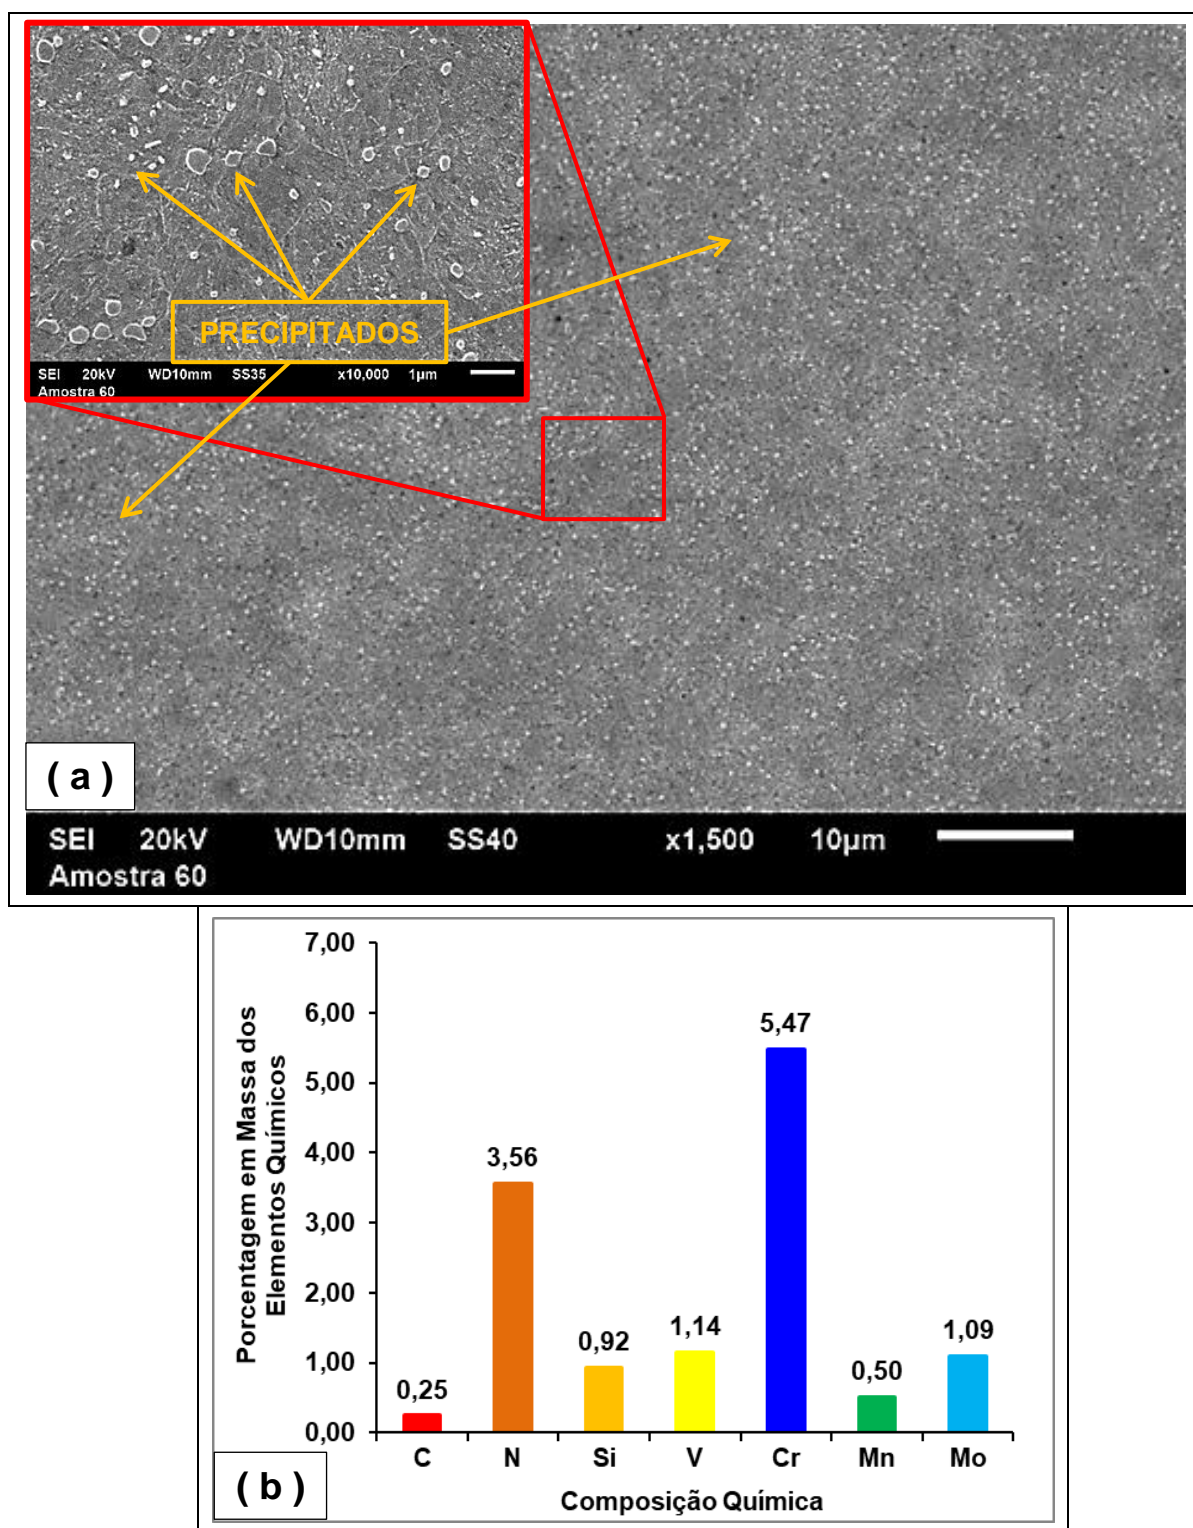 PRECIPITADOS
SEI 20kV WD10mm SS35 x10,000 1µm
Amostra 60
( a )
SEI 20kV WD10mm SS40 x1,500 10µm
Amostra 60
Porcentagem em Massa dos
Elementos Químicos
7,00
6,00
5,00
4,00
3,00
2,00
1,00
0,00
0,25
3,56
0,92
1,14
5,47
0,50
1,09
C N Si V Cr Mn Mo
Composição Química
( b )